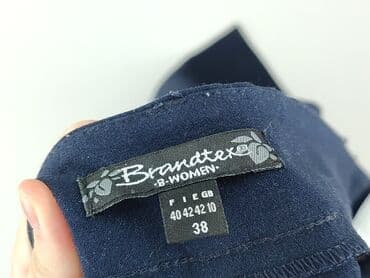 Brandtex
-B-WOMEN-
F I E GB
40 42 42 10
38